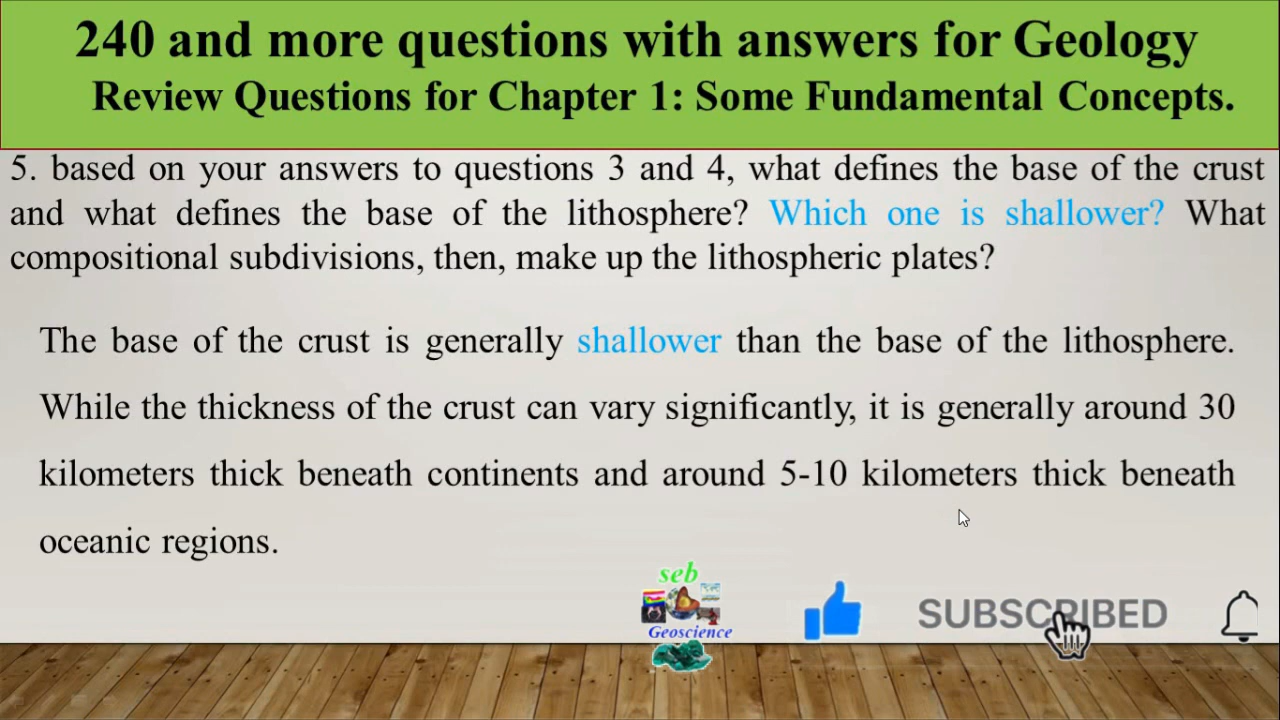 240 and more questions with answers for Geology
Review Questions for Chapter 1: Some Fundamental Concepts.
5. based on your answers to questions 3 and 4, what defines the base of the crust
and what defines the base of the lithosphere? Which one is shallower? What
compositional subdivisions, then, make up the lithospheric plates?
The base of the crust is generally shallower than the base of the lithosphere.
While the thickness of the crust can vary significantly, it is generally around 30
kilometers thick beneath continents and around 5-10 kilometers thick beneath
oceanic regions.
seb
Geoscience
SUBSCRIBED